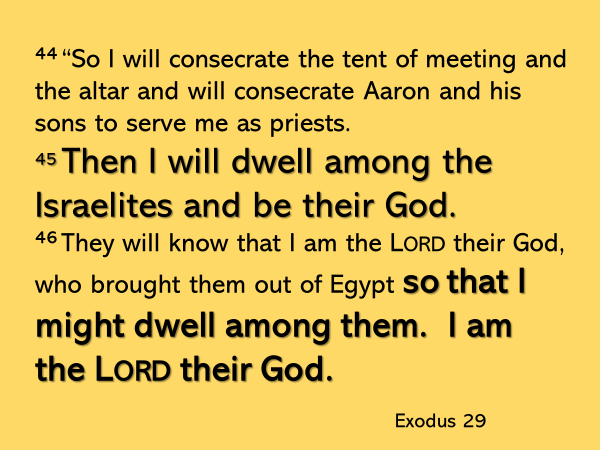 ⁴⁴ “So I will consecrate the tent of meeting and
the altar and will consecrate Aaron and his
sons to serve me as priests.
⁴⁵ Then I will dwell among the
Israelites and be their God.
⁴⁶ They will know that I am the LORD their God,
who brought them out of Egypt so that I
might dwell among them.  I am
the LORD their God.
Exodus 29